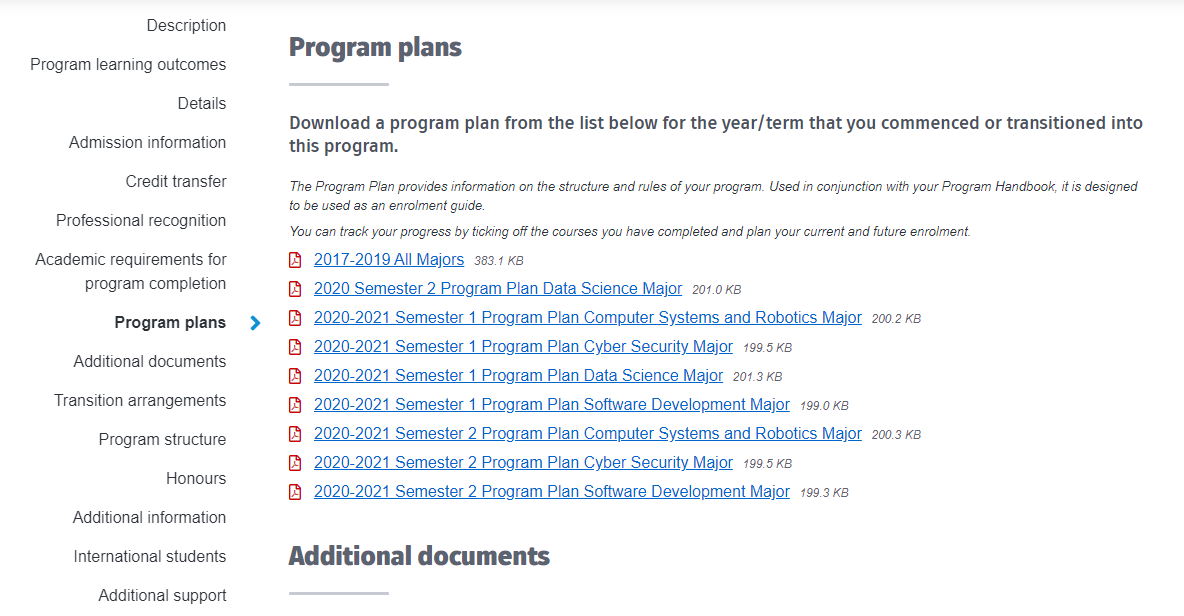 Description
Program learning outcomes
Details
Admission information
Credit transfer
Professional recognition
Academic requirements for
program completion
Program plans
Additional documents
Transition arrangements
Program structure
Honours
Additional information
International students
Additional support
Program plans
Download a program plan from the list below for the year/term that you commenced or transitioned into
this program.
The Program Plan provides information on the structure and rules of your program. Used in conjunction with your Program Handbook, it is designed
to be used as an enrolment guide.
You can track your progress by ticking off the courses you have completed and plan your current and future enrolment.
2017-2019 All Majors 383.1 KB
2020 Semester 2 Program Plan Data Science Major 201.0 KB
2020-2021 Semester 1 Program Plan Computer Systems and Robotics Major 200.2 KB
2020-2021 Semester 1 Program Plan Cyber Security Major 199.5 KB
2020-2021 Semester 1 Program Plan Data Science Major 201.3 KB
2020-2021 Semester 1 Program Plan Software Development Major 199.0 KB
2020-2021 Semester 2 Program Plan Computer Systems and Robotics Major 200.3 KB
2020-2021 Semester 2 Program Plan Cyber Security Major 199.5 KB
2020-2021 Semester 2 Program Plan Software Development Major 199.3 KB
Additional documents